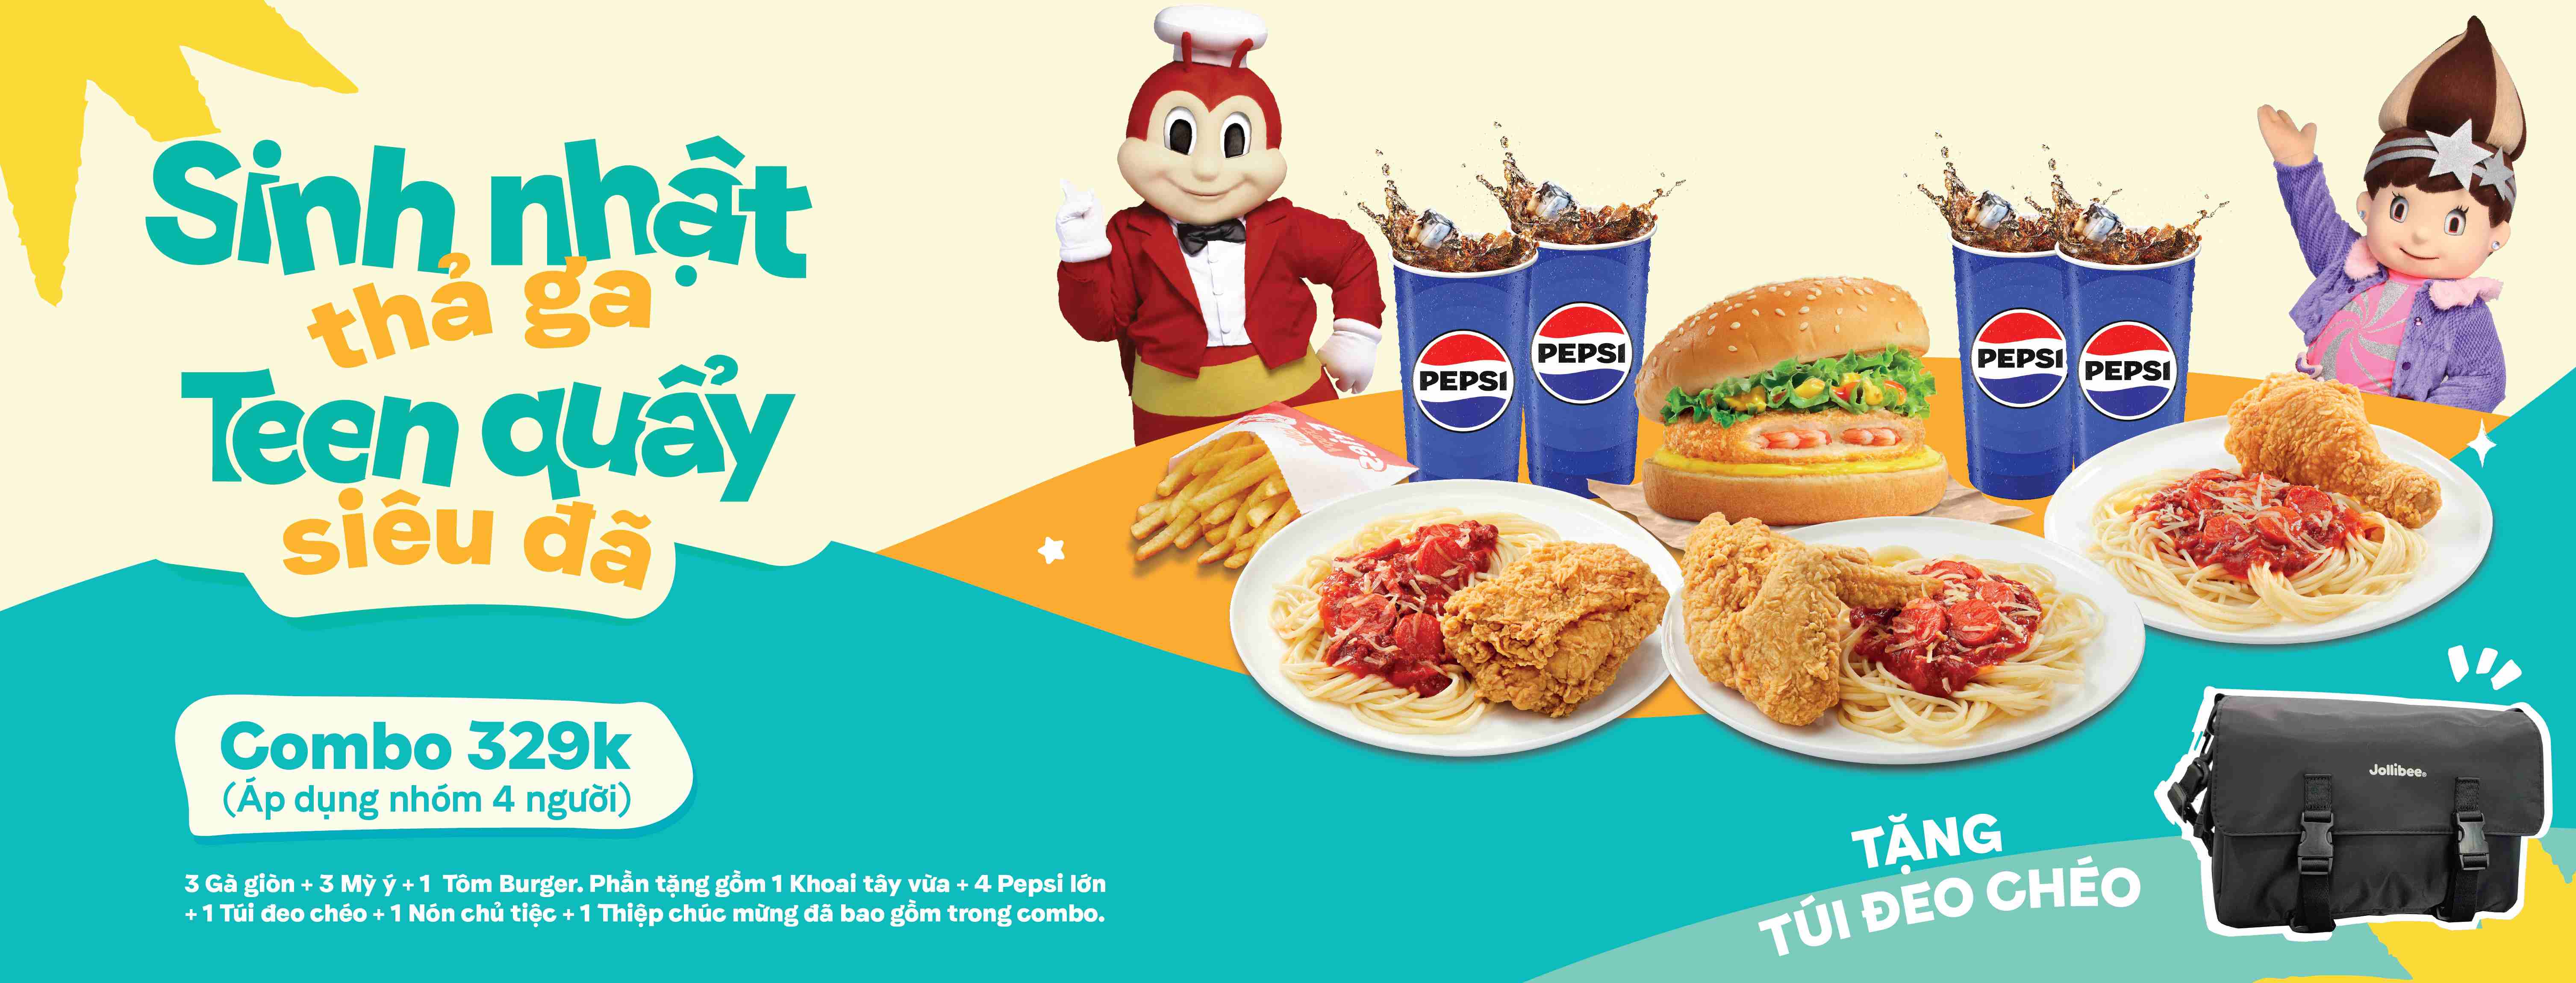 Sinh nhật
thả ga
Teen quẩy
siêu đã
Combo 329k
(Áp dụng nhóm 4 người)
3 Gà giòn + 3 Mỳ ý + 1 Tôm Burger. Phần tặng gồm 1 Khoai tây vừa + 4 Pepsi lớn
+ 1 Túi đeo chéo + 1 Nón chủ tiệc + 1 Thiệp chúc mừng đã bao gồm trong combo.
PEPSI
PEPSI
PEPSI
PEPSI
TẶNG
TÚI ĐEO CHÉO
Jollibee